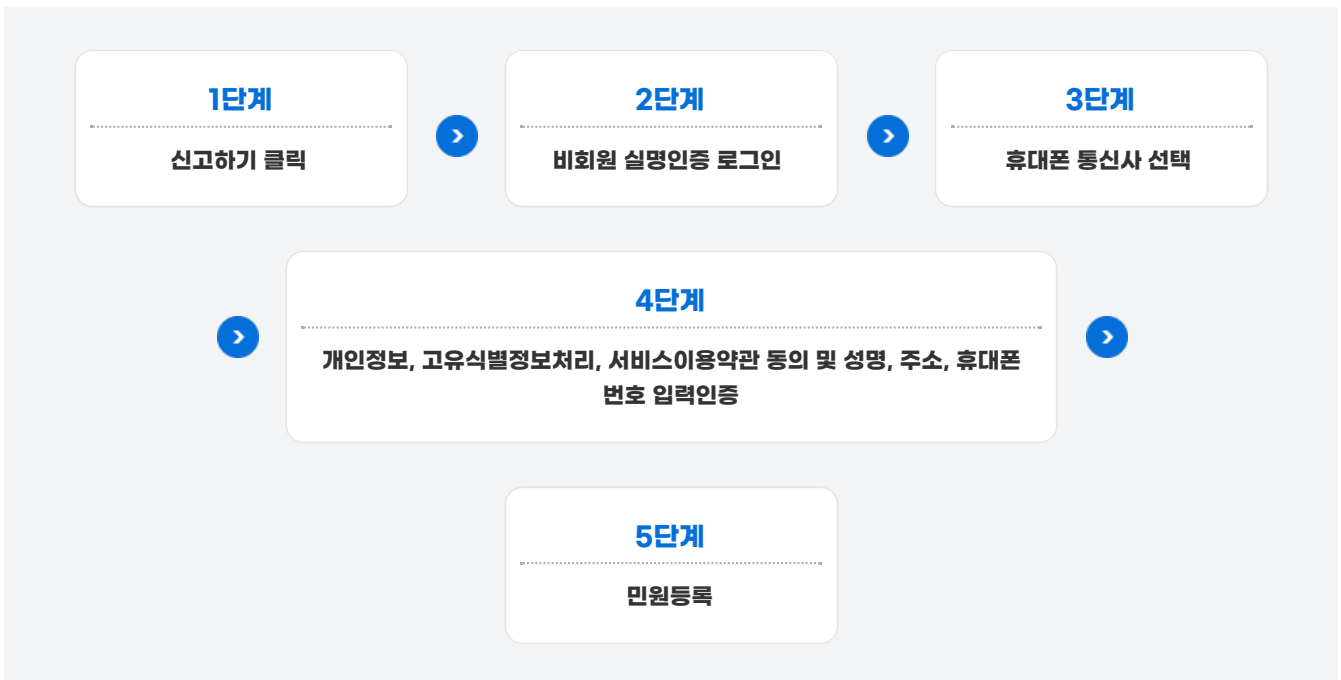 1단계
신고하기 클릭
2단계
비회원 실명인증 로그인
3단계
휴대폰 통신사 선택
4단계
개인정보, 고유식별정보처리, 서비스이용약관 동의 및 성명, 주소, 휴대폰
번호 입력인증
5단계
민원등록